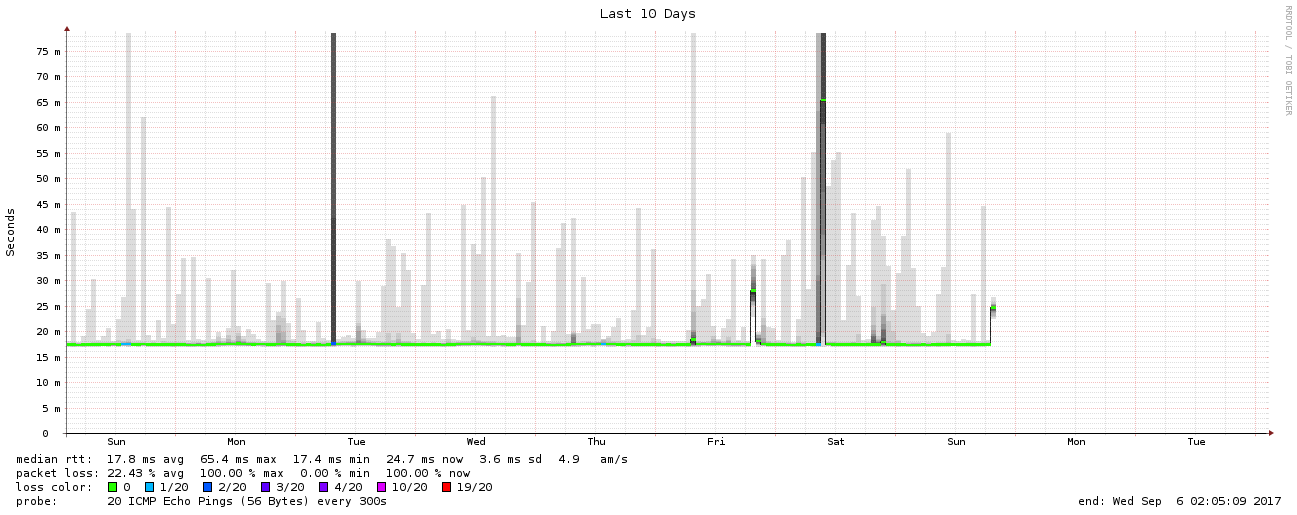 Last 10 Days
RRDTOOL / TOBI OETIKER
Seconds
75 m
70 m
65 m
60 m
55 m
50 m
45 m
40 m
35 m
30 m
25 m
20 m
15 m
10 m
5 m
0
Sun Mon Tue Wed Thu Fri Sat Sun Mon Tue
median rtt: 17.8 ms avg 65.4 ms max 17.4 ms min 24.7 ms now 3.6 ms sd 4.9 am/s
packet loss: 22.43 % avg 100.00 % max 0.00 % min 100.00 % now
loss color: 0 1/20 2/20 3/20 4/20 10/20 19/20
probe: 20 ICMP Echo Pings (56 Bytes) every 300s end: Wed Sep 6 02:05:09 2017